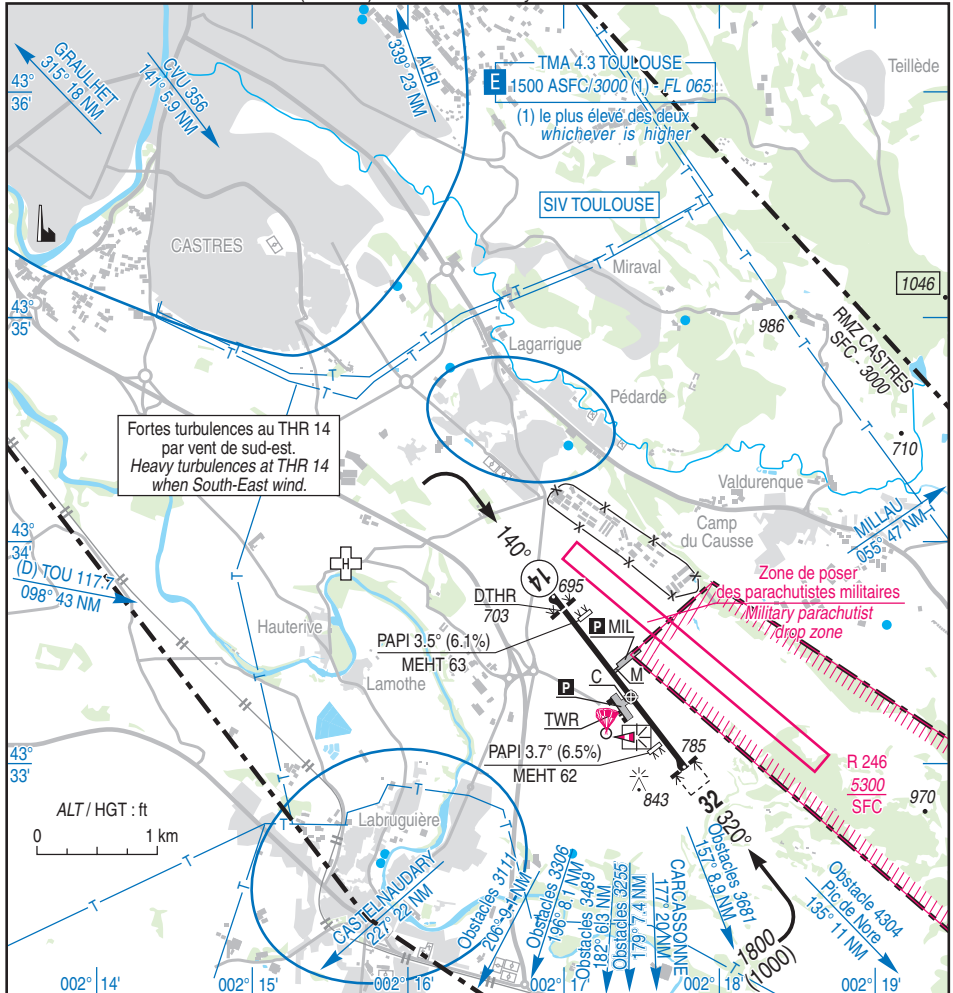 GRAULHET
315° 18 NM
CVU 356
141° 5.9 NM
ALBI
339° 23 NM
E
TMA 4.3 TOULOUSE
1500 ASFC/3000 (1) - FL 065
(1) le plus élevé des deux
whichever is higher
Teillède
43°
36'
SIV TOULOUSE
CASTRES
Miraval
1046
43°
35'
986
RMZ CASTRES
SFC - 3000
Lagarrigue
Pédardé
710
Fortes turbulences au THR 14
par vent de sud-est.
Heavy turbulences at THR 14
when South-East wind.
Valdurenque
Camp
du Causse
MILLAU
055° 47 NM
43°
34'
(D) TOU 117.7
098° 43 NM
H
140°
14
695
DTHR
703
Zone de poser
des parachutistes militaires
Military parachutist
drop zone
Hauterive
PAPI 3.5° (6.1%)
MEHT 63
P MIL
Lamothe
C
M
P
TWR
43°
33'
PAPI 3.7° (6.5%)
MEHT 62
785
843
R 246
5300
SFC
970
32
320°
ALT / HGT : ft
0
1 km
Labruguière
CASTELNAUDARY
227° 22 NM
Obstacles 3111
206° 9.1 NM
Obstacles 3306
196° 8.1 NM
Obstacles 3489
182° 6.3 NM
Obstacles 3255
179° 7.4 NM
CARCASSONNE
177° 20 NM
Obstacles 3681
157° 8.9 NM
1800
(1000)
Obstacle 4304
Pic de Nore
135° 11 NM
002° 14'
002° 15'
002° 16'
002° 17'
002° 18'
002° 19'